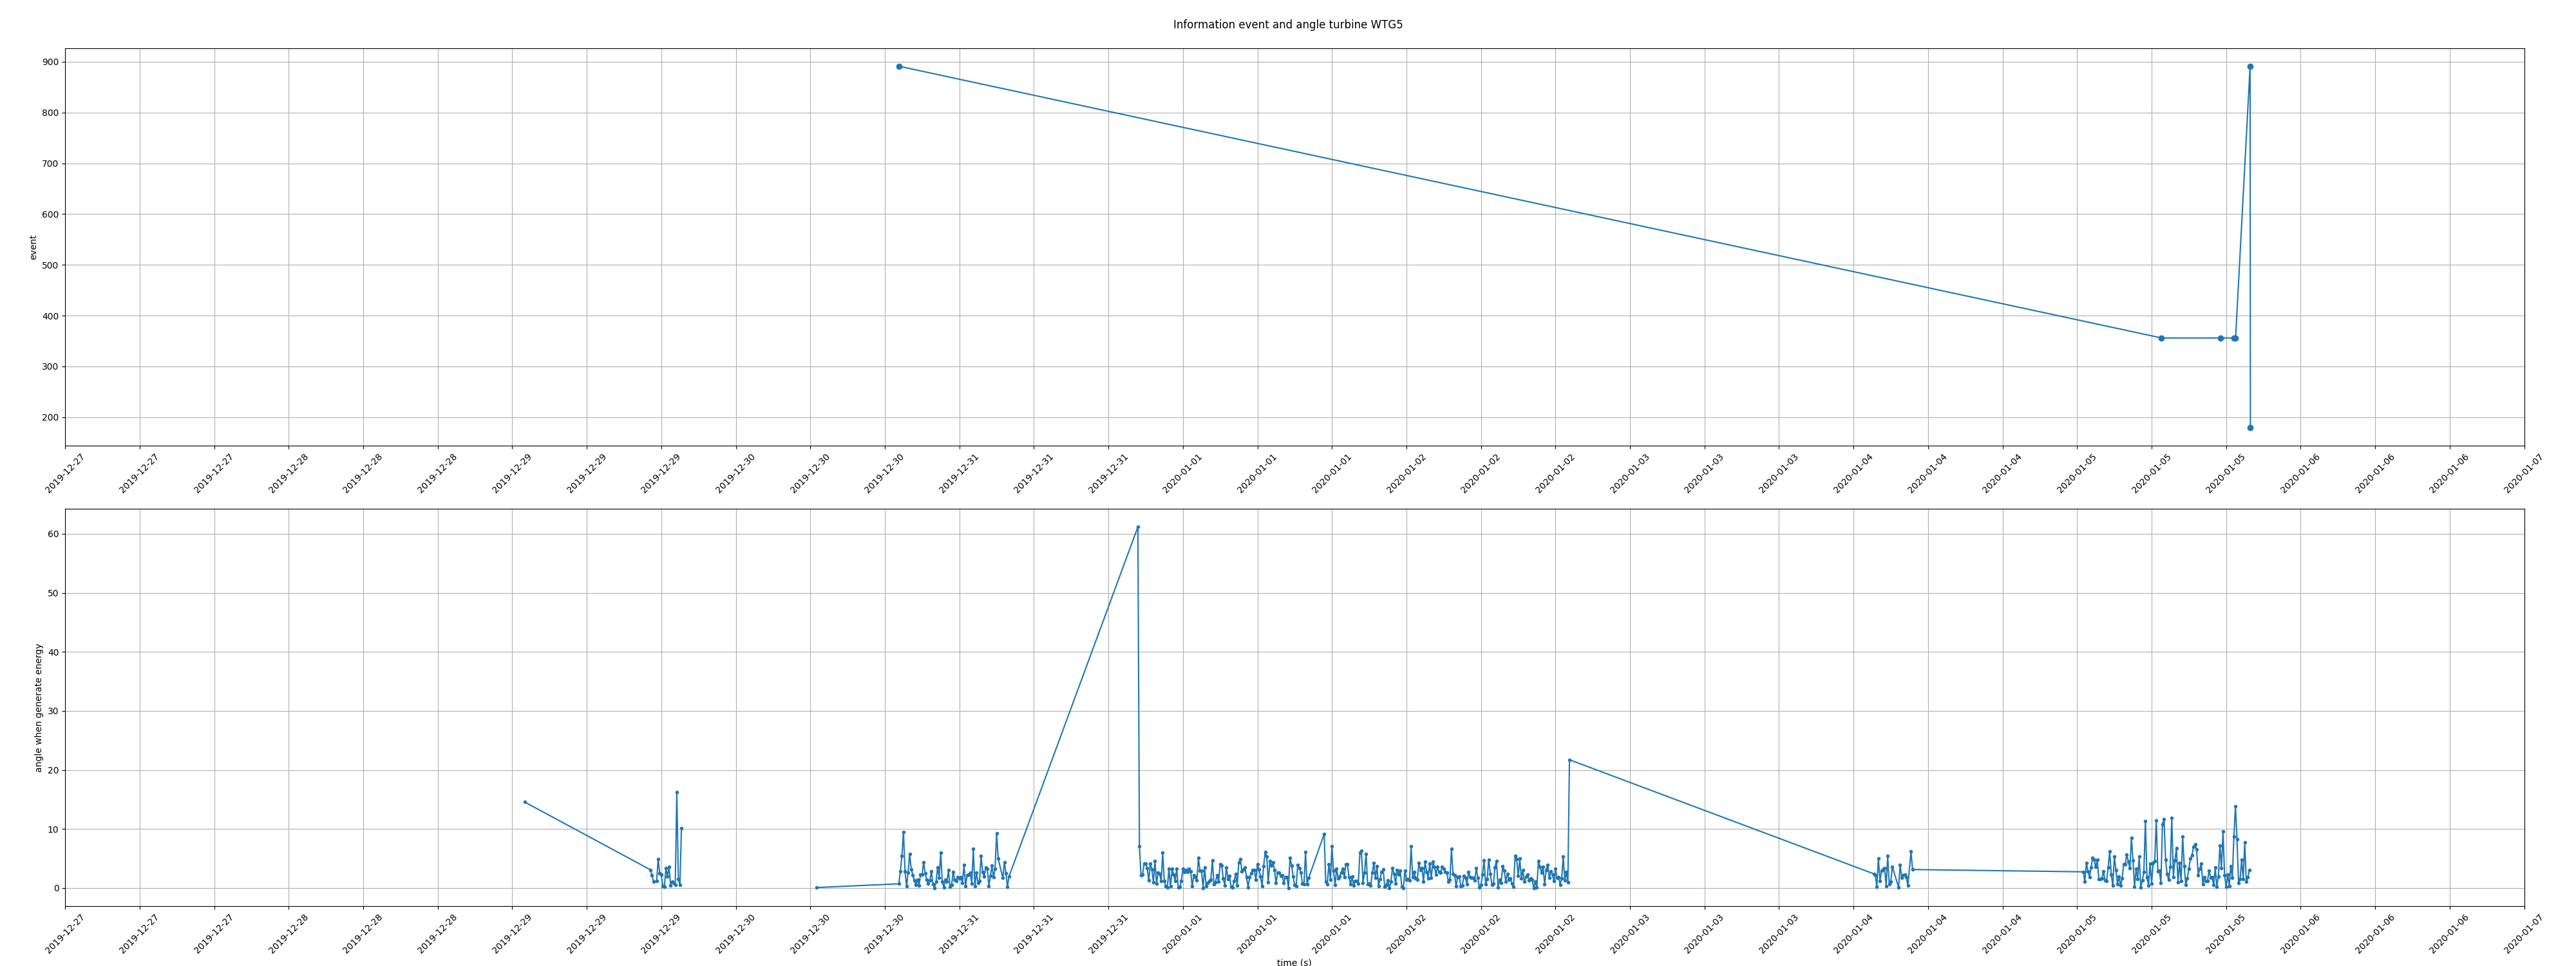 Information event and angle turbine WTG5
900
800
700
600
500
400
300
200
event
2019-12-27 2019-12-27 2019-12-27 2019-12-28 2019-12-28 2019-12-28 2019-12-29 2019-12-29 2019-12-29 2019-12-30 2019-12-30 2019-12-30 2019-12-31 2019-12-31 2019-12-31 2020-01-01 2020-01-01 2020-01-01 2020-01-02 2020-01-02 2020-01-02 2020-01-03 2020-01-03 2020-01-03 2020-01-04 2020-01-04 2020-01-04 2020-01-05 2020-01-05 2020-01-05 2020-01-06 2020-01-06 2020-01-06 2020-01-07
60
50
40
30
20
10
0
angle when generate energy
2019-12-27 2019-12-27 2019-12-27 2019-12-28 2019-12-28 2019-12-28 2019-12-29 2019-12-29 2019-12-29 2019-12-30 2019-12-30 2019-12-30 2019-12-31 2019-12-31 2019-12-31 2020-01-01 2020-01-01 2020-01-01 2020-01-02 2020-01-02 2020-01-02 2020-01-03 2020-01-03 2020-01-03 2020-01-04 2020-01-04 2020-01-04 2020-01-05 2020-01-05 2020-01-05 2020-01-06 2020-01-06 2020-01-06 2020-01-07
time (s)